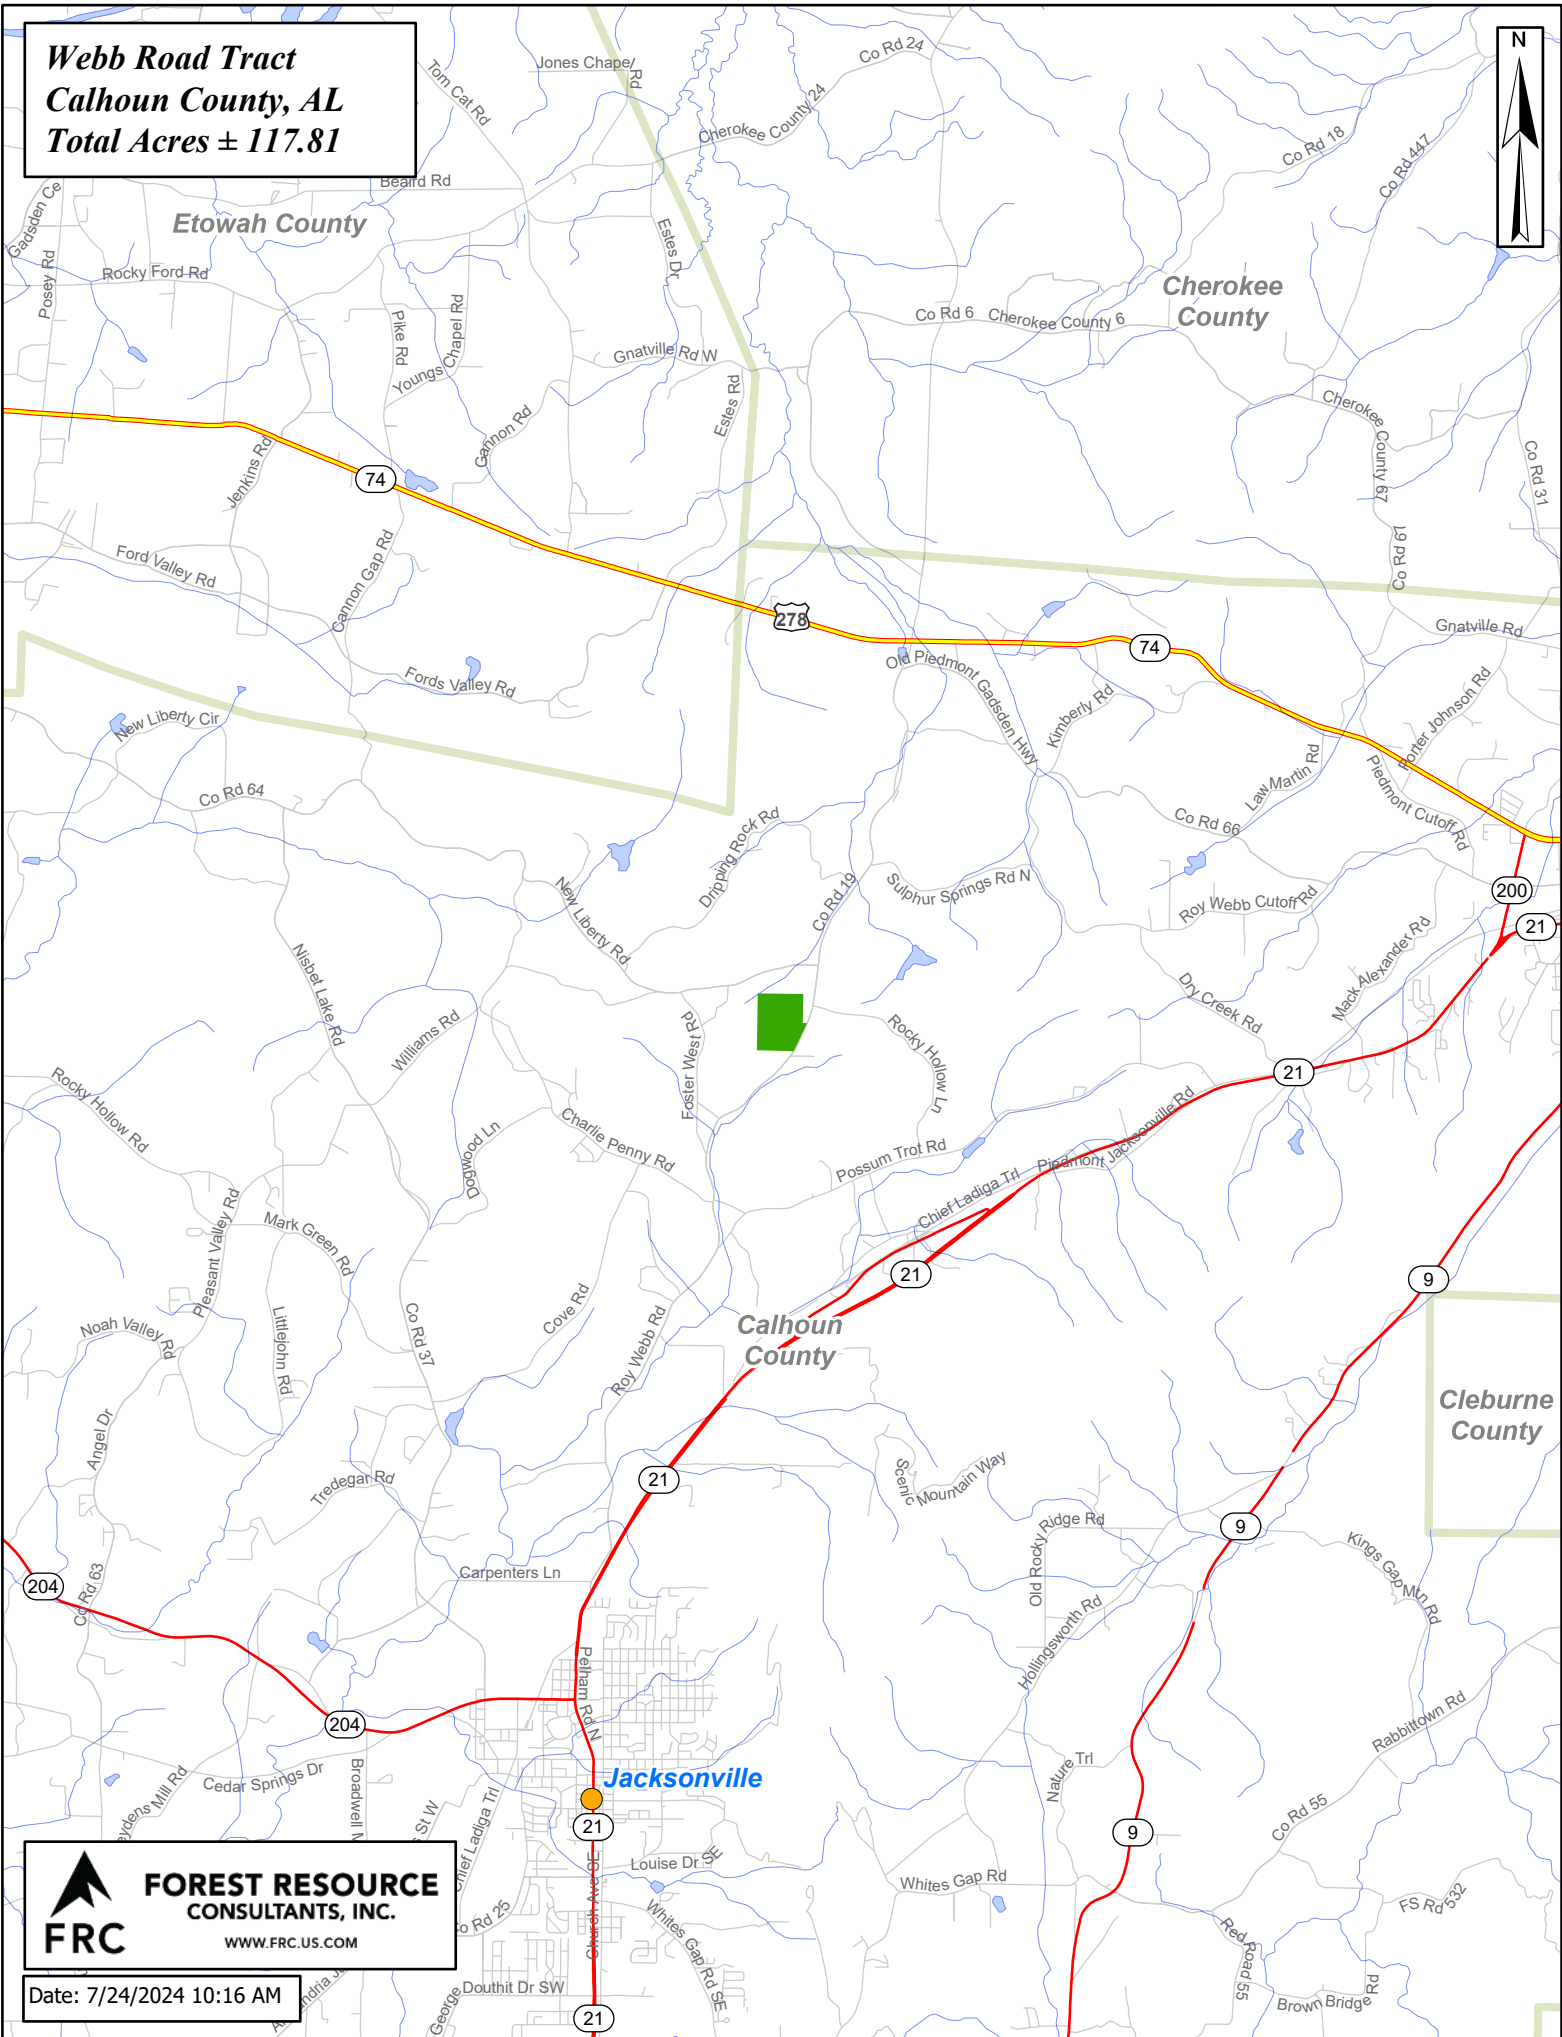 Webb Road Tract
Calhoun County, AL
Total Acres ± 117.81
N
Jones Chapel Rd
Co Rd 24
Tom Cat Rd
Cherokee County 24
Co Rd 18
Co Rd 447
Beaird Rd
Gadsden Ce
Etowah County
Estes Dr
Posey Rd
Rocky Ford Rd
Cherokee
County
Pike Rd
Youngs Chapel Rd
Co Rd 6
Cherokee County 6
Gnatville Rd W
Estes Rd
Gannon Rd
Cherokee County 67
Jenkins Rd
74
Co Rd 31
Ford Valley Rd
Cannon Gap Rd
Co Rd 67
278
Gnatville Rd
74
Old Piedmont Gadsden Hwy
Fords Valley Rd
Kimberly Rd
Porter Johnson Rd
New Liberty Cir
Law Martin Rd
Piedmont Cutoff Rd
Co Rd 64
Dripping Rock Rd
Co Rd 66
Co Rd 19
Sulphur Springs Rd N
New Liberty Rd
Roy Webb Cutoff Rd
200
21
Nisbet Lake Rd
Mack Alexander Rd
Dry Creek Rd
Williams Rd
Foster West Rd
Rocky Hollow Ln
Rocky Hollow Rd
21
Dogwood Ln
Charlie Penny Rd
Possum Trot Rd
Piedmont Jacksonville Rd
Chief Ladiga Trl
Pleasant Valley Rd
Mark Green Rd
21
9
Cove Rd
Noah Valley Rd
Littlejohn Rd
Co Rd 37
Roy Webb Rd
Calhoun
County
Cleburne
County
Angel Dr
Tredegar Rd
21
Scenic Mountain Way
Old Rocky Ridge Rd
9
Kings Gap Mtn Rd
Carpenters Ln
204
Co Rd 63
Hollingsworth Rd
Pelham Rd N
204
Rabbittown Rd
Cedar Springs Dr
Mill Rd
Broadwell M
Jacksonville
Nature Trl
21
9
Co Rd 55
s St W
Chief Ladiga Trl
Louise Dr SE
Whites Gap Rd
FS Rd 532
FOREST RESOURCE
CONSULTANTS, INC.
FRC
WWW.FRC.US.COM
Co Rd 25
Church Ave SE
Whites Gap Rd SE
Red Road 55
Brown Bridge Rd
Date: 7/24/2024 10:16 AM
George Douthit Dr SW
21